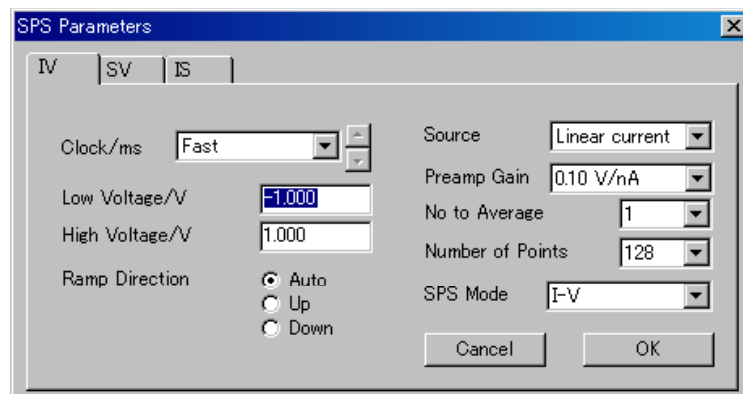 SPS Parameters
IV SV IS
Clock/ms Fast
Low Voltage/V -1.000
High Voltage/V 1.000
Ramp Direction Auto
Up
Down
Source Linear current
Preamp Gain 0.10 V/nA
No to Average 1
Number of Points 128
SPS Mode I-V
Cancel OK